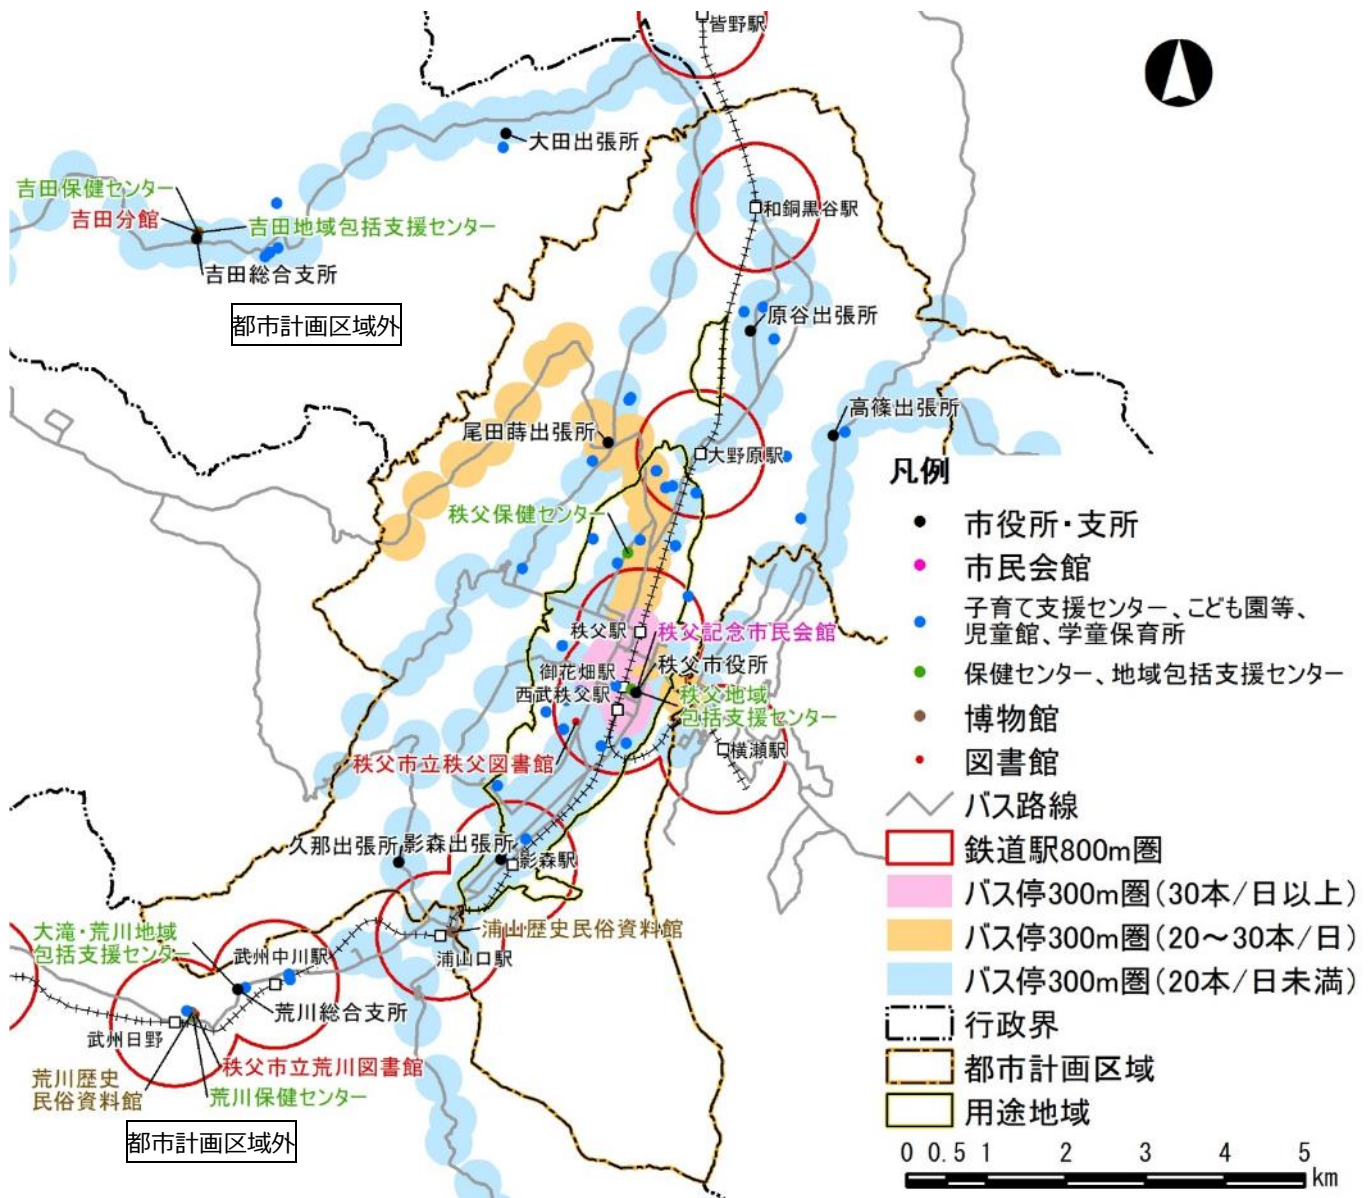 皆野駅
大田出張所
吉田保健センター
吉田分館
吉田地域包括支援センター
吉田総合支所
和銅黒谷駅
都市計画区域外
原谷出張所
高篠出張所
尾田蒔出張所
大野原駅
秩父保健センター
秩父駅
秩父記念市民会館
御花畑駅
秩父市役所
西武秩父駅
秩父地域
包括支援センター
横瀬駅
秩父市立秩父図書館
久那出張所
影森出張所
影森駅
大滝・荒川地域
包括支援センター
武州中川駅
浦山歴史民俗資料館
浦山口駅
荒川総合支所
武州日野
秩父市立荒川図書館
荒川歴史
民俗資料館
荒川保健センター
都市計画区域外
凡例
市役所・支所
市民会館
子育て支援センター、こども園等、
児童館、学童保育所
保健センター、地域包括支援センター
博物館
図書館
バス路線
鉄道駅800m圏
バス停300m圏(30本/日以上)
バス停300m圏(20~30本/日)
バス停300m圏(20本/日未満)
行政界
都市計画区域
用途地域
0 0.5 1 2 3 4 5
km